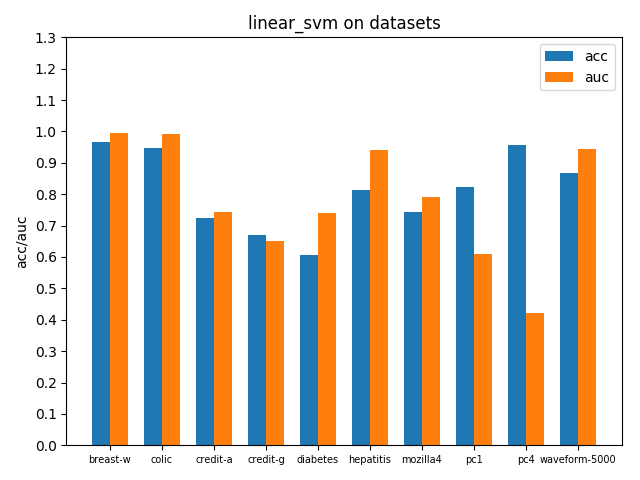 linear_svm on datasets
acc
auc
acc/auc
1.3
1.2
1.1
1.0
0.9
0.8
0.7
0.6
0.5
0.4
0.3
0.2
0.1
0.0
breast-w colic credit-a credit-g diabetes hepatitis mozilla4 pc1 pc4 waveform-5000